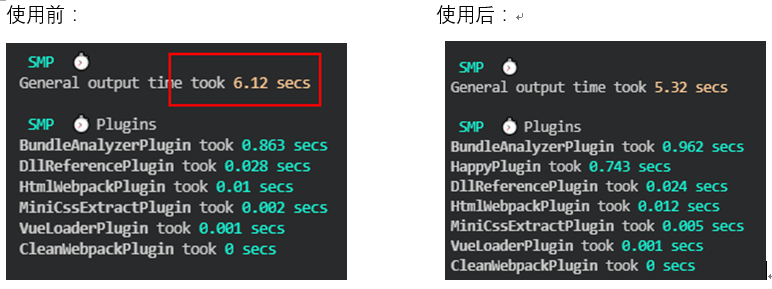 使用前：
SMP
General output time took 6.12 secs
SMP Plugins
BundleAnalyzerPlugin took 0.863 secs
DllReferencePlugin took 0.028 secs
HtmlWebpackPlugin took 0.01 secs
MiniCssExtractPlugin took 0.002 secs
VueLoaderPlugin took 0.001 secs
CleanWebpackPlugin took 0 secs
使用后：
SMP
General output time took 5.32 secs
SMP Plugins
BundleAnalyzerPlugin took 0.962 secs
HappyPlugin took 0.743 secs
DllReferencePlugin took 0.024 secs
HtmlWebpackPlugin took 0.012 secs
MiniCssExtractPlugin took 0.005 secs
VueLoaderPlugin took 0.001 secs
CleanWebpackPlugin took 0 secs